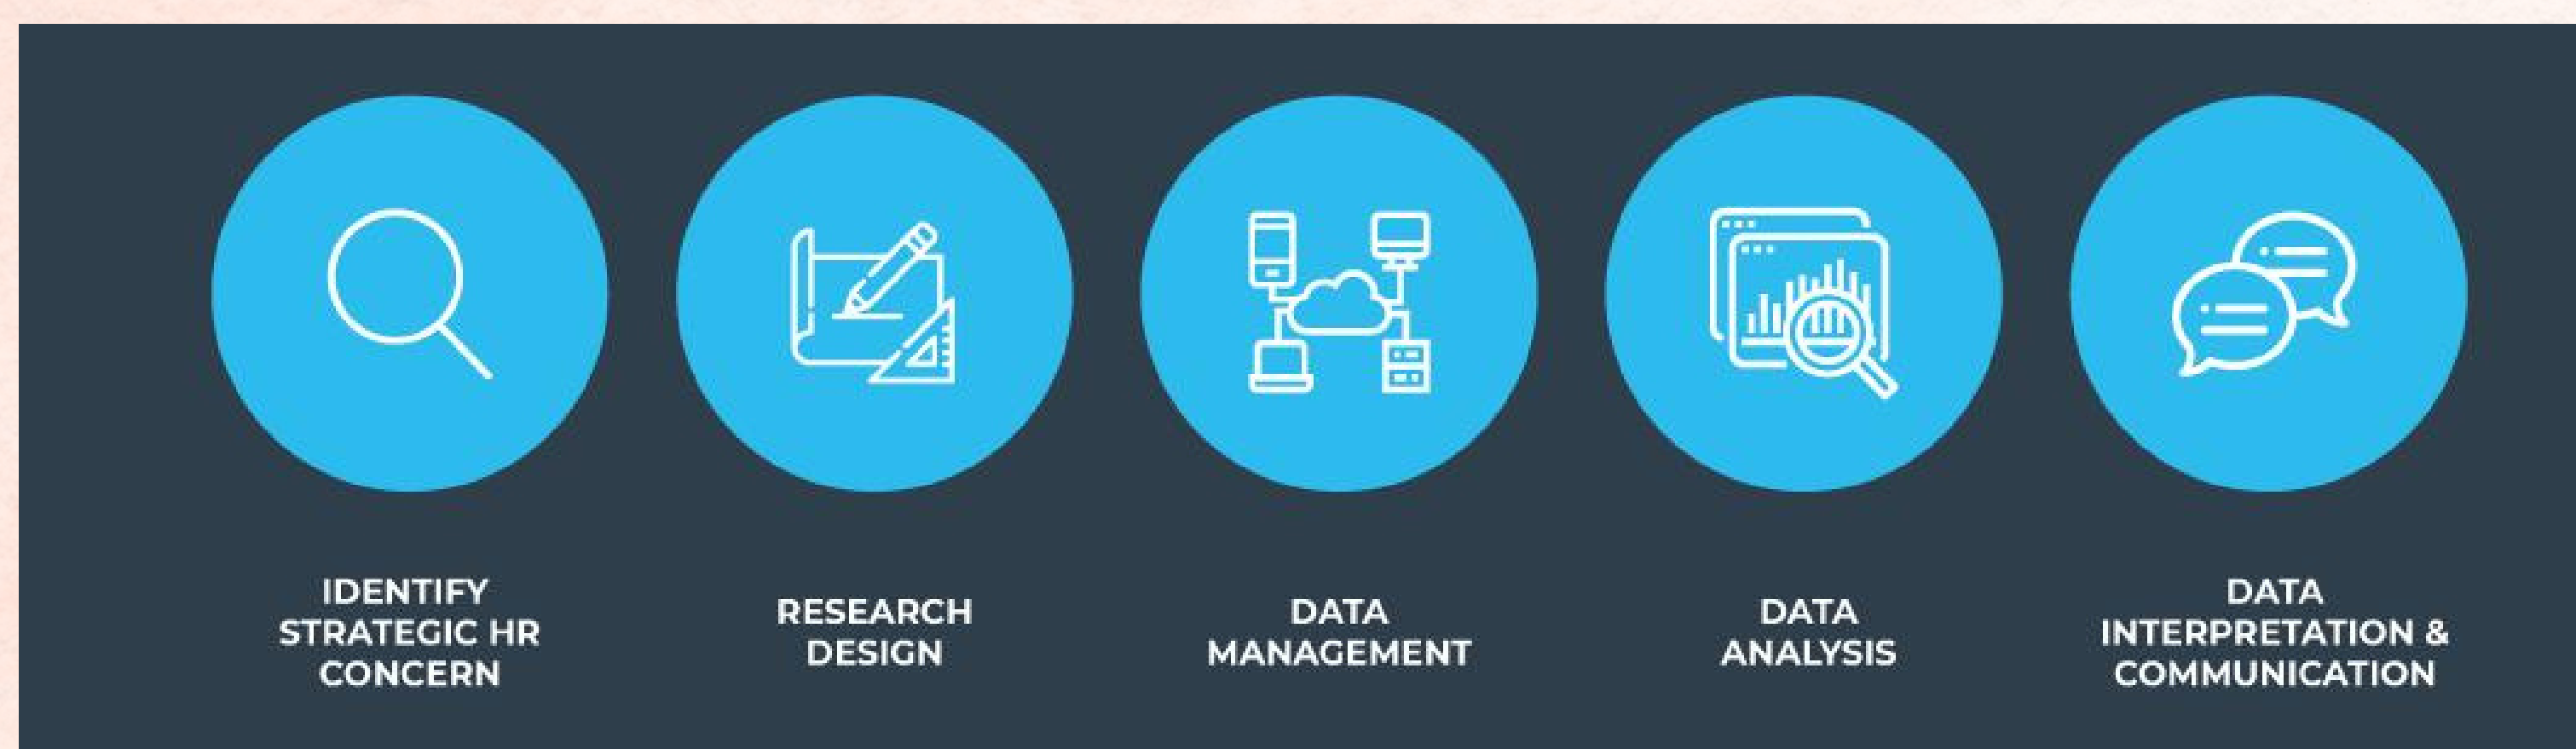 IDENTIFY
STRATEGIC HR
CONCERN
RESEARCH
DESIGN
DATA
MANAGEMENT
DATA
ANALYSIS
DATA
INTERPRETATION &
COMMUNICATION